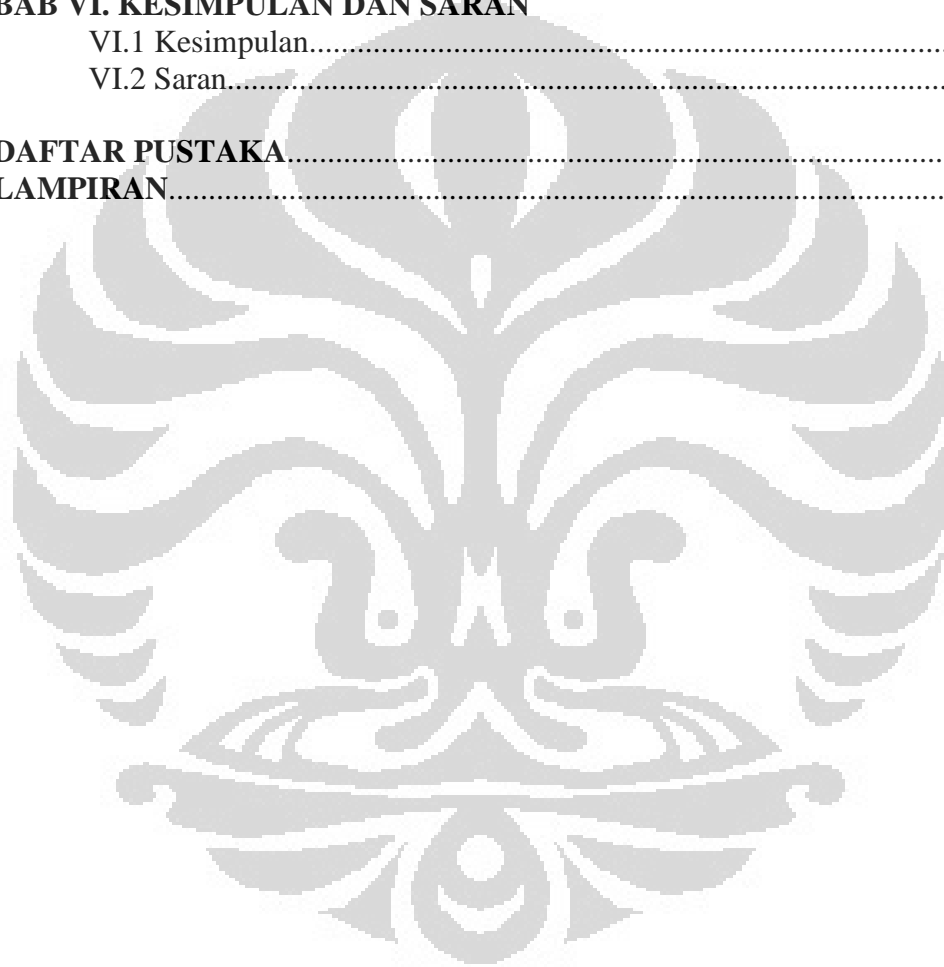 BAB VI. KESIMPULAN DAN SARAN
VI.1 Kesimpulan................................................................................
VI.2 Saran..........................................................................................
DAFTAR PUSTAKA................................................................................
LAMPIRAN................................................................................................